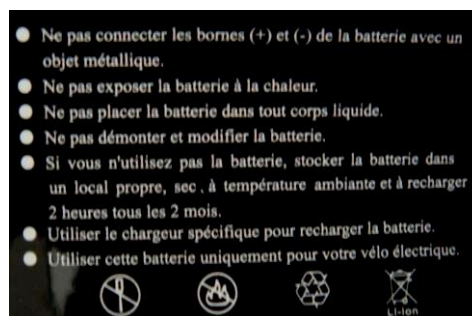 ● Ne pas connecter les bornes (+) et (-) de la batterie avec un
objet métallique.
● Ne pas exposer la batterie à la chaleur.
● Ne pas placer la batterie dans tout corps liquide.
● Ne pas démonter et modifier la batterie.
● Si vous n'utilisez pas la batterie, stocker la batterie dans
un local propre, sec , à température ambiante et à recharger
2 heures tous les 2 mois.
● Utiliser le chargeur spécifique pour recharger la batterie.
● Utiliser cette batterie uniquement pour votre vélo électrique.
Li-ion